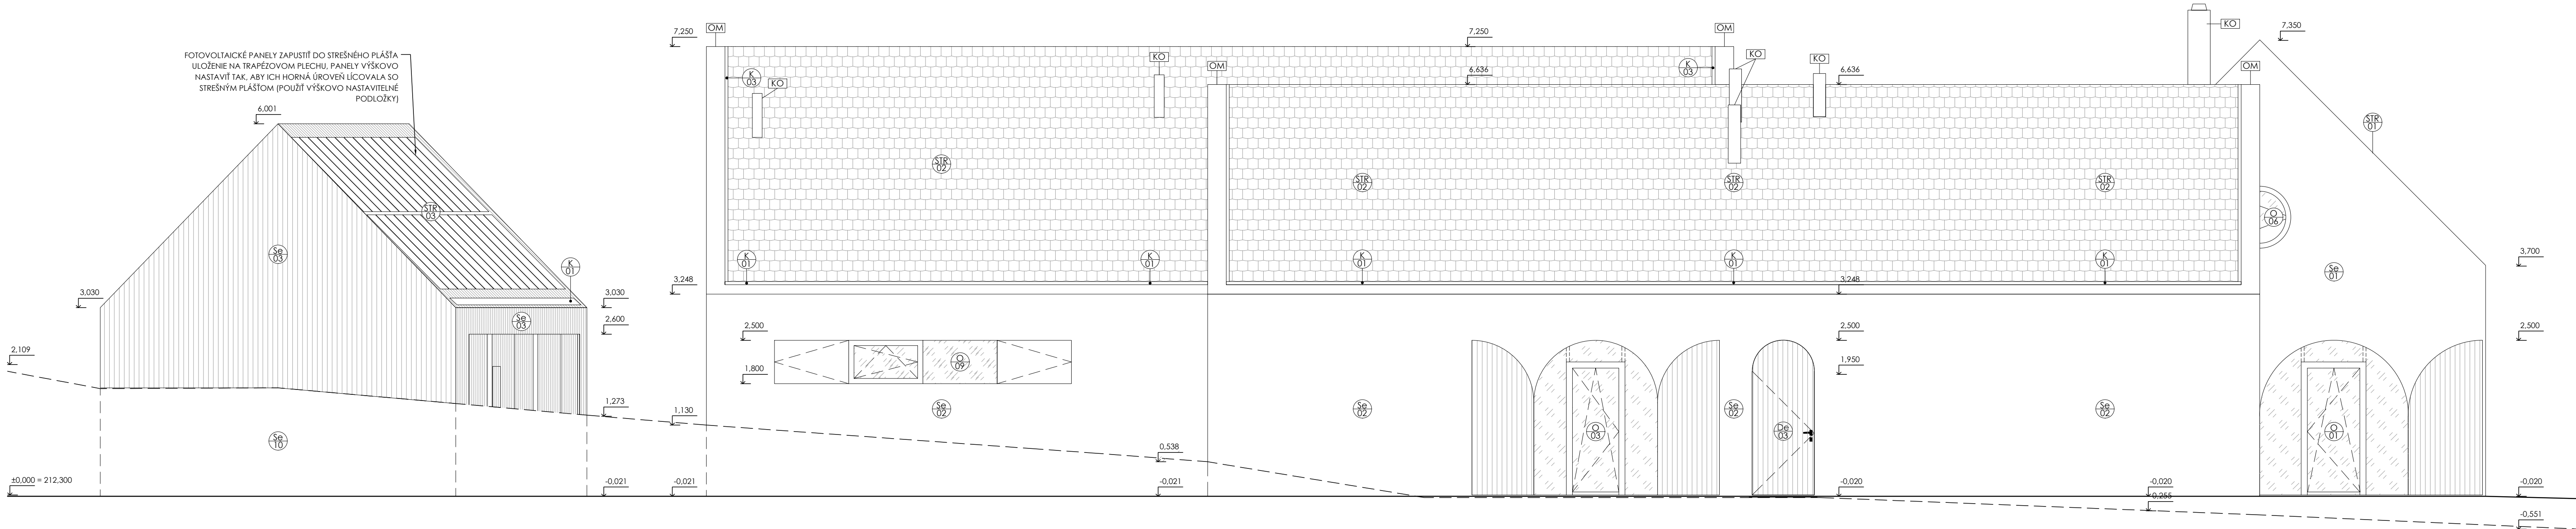 FOTOVOLTAICKÉ PANELY ZAPUSTIŤ DO STREŠNÉHO PLÁŠŤA
ULOŽENIE NA TRAPÉZOVOM PLECHU, PANELY VÝŠKOVO
NASTAVIŤ TAK, ABY ICH HORNÁ ÚROVEŇ LÍCOVALA SO
STREŠNÝM PLÁŠŤOM (POUŽIŤ VÝŠKOVO NASTAVITELNÉ
PODLOŽKY)
6,001
3,030
2,109
±0,000 = 212,300
Se
03
STR
03
K
01
Se
03
Se
10
3,030
2,600
1,273
-0,021
7,250
3,248
1,130
-0,021
OM
K
03
KO
KO
OM
STR
02
K
01
K
01
2,500
1,800
O
09
Se
02
0,538
-0,021
7,250
6,636
K
03
OM
KO
KO
6,636
STR
02
STR
02
STR
02
K
01
K
01
K
01
3,248
2,500
1,950
Se
02
O
03
Se
02
De
03
Se
02
-0,020
-0,020
-0,255
KO
7,350
OM
STR
01
O
06
Se
01
O
01
3,700
2,500
-0,020
-0,551